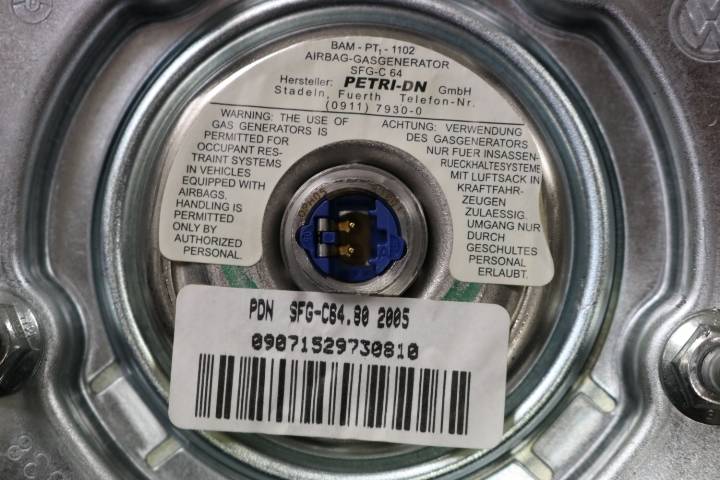 BAM - PT1 - 1102
AIRBAG-GASGENERATOR
SFG-C 64
Hersteller: PETRI-DN GmbH
Stadeln, Fuerth Telefon-Nr.
(0911) 7930-0
WARNING: THE USE OF
GAS GENERATORS IS
PERMITTED FOR
OCCUPANT RES-
TRAINT SYSTEMS
IN VEHICLES
EQUIPPED WITH
AIRBAGS,
HANDLING IS
PERMITTED
ONLY BY
AUTHORIZED
PERSONAL.
ACHTUNG: VERWENDUNG
DES GASGENERATORS
NUR FUER INSASSEN-
RUECKHALTESYSTEME
MIT LUFTSACK IN
KRAFTFAHR-
ZEUGEN
ZULAESSIG.
UMGANG NUR
DURCH
GESCHULTES
PERSONAL
ERLAUBT.
PDN SFG-C64.80 2005
09071529730810